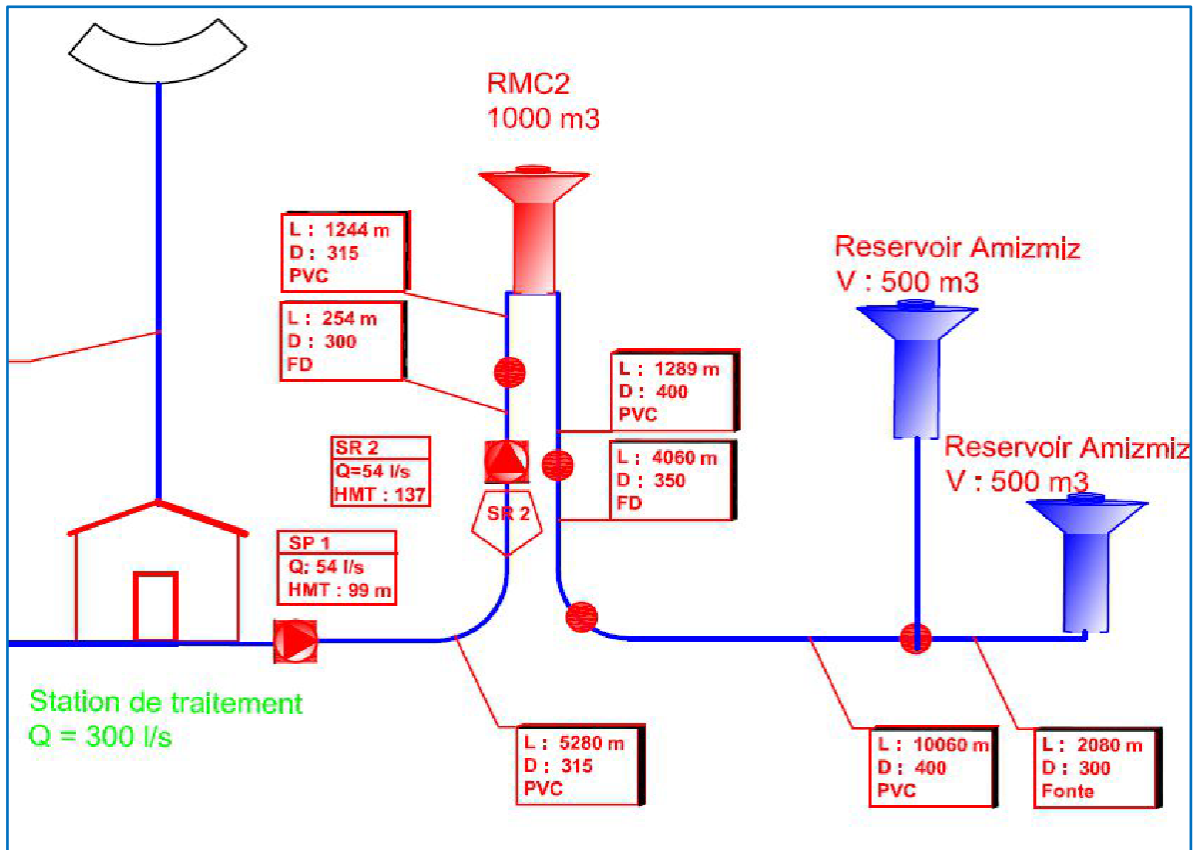 RMC2
1000 m3
L : 1244 m
D : 315
PVC
Reservoir Amizmiz
V : 500 m3
L : 254 m
D : 300
FD
L : 1289 m
D : 400
PVC
SR 2
Q=54 l/s
HMT : 137
L : 4060 m
D : 350
FD
Reservoir Amizmiz
V : 500 m3
SR 2
SP 1
Q: 54 l/s
HMT : 99 m
Station de traitement
Q = 300 l/s
L : 5280 m
D : 315
PVC
L : 10060 m
D : 400
PVC
L : 2080 m
D : 300
Fonte